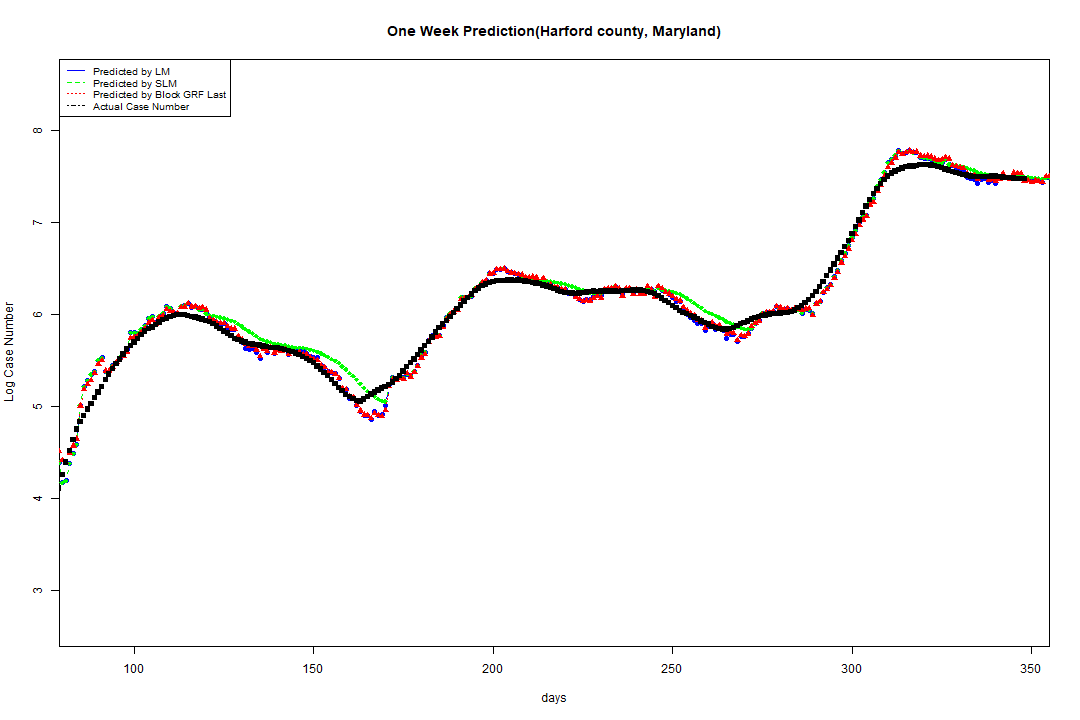 One Week Prediction(Harford county, Maryland)
Predicted by LM
Predicted by SLM
Predicted by Block GRF Last
Actual Case Number
8
7
6
5
4
3
Log Case Number
100 150 200 250 300 350
days